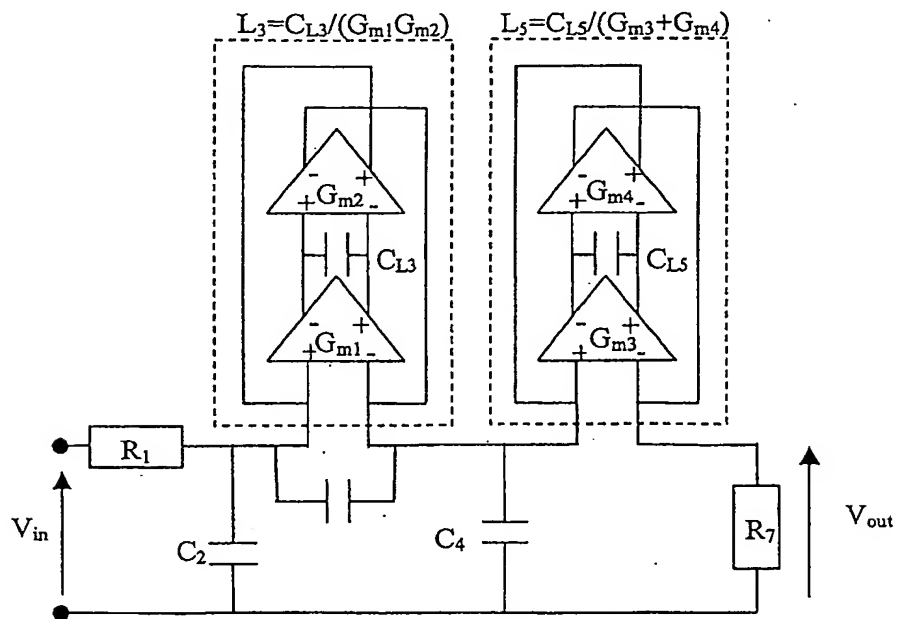 L3=CL3/(Gm1Gm2) L5=CL5/(Gm3+Gm4)
- +
Gm2
+ -
- +
Gm4
+ -
CL3
CL5
- +
Gm1
+ -
- +
Gm3
+ -
R1
Vin
C2
C4
R7
Vout